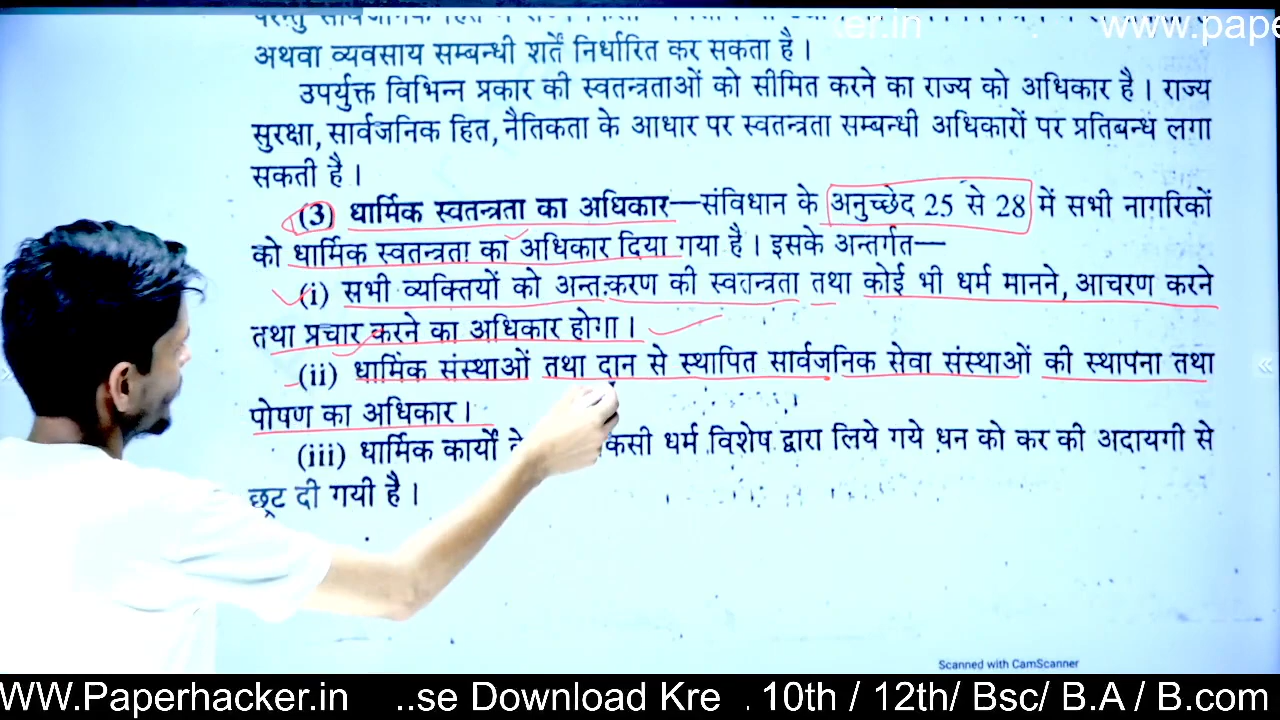 er.in www.pape
अथवा व्यवसाय सम्बन्धी शर्तें निर्धारित कर सकता है ।
उपर्युक्त विभिन्न प्रकार की स्वतन्त्रताओं को सीमित करने का राज्य को अधिकार है । राज्य
सुरक्षा, सार्वजनिक हित, नैतिकता के आधार पर स्वतन्त्रता सम्बन्धी अधिकारों पर प्रतिबन्ध लगा
सकती है ।
(3) धार्मिक स्वतन्त्रता का अधिकार—संविधान के अनुच्छेद 25 से 28 में सभी नागरिकों
को धार्मिक स्वतन्त्रता का अधिकार दिया गया है । इसके अन्तर्गत—
(i) सभी व्यक्तियों को अन्तःकरण की स्वतन्त्रता तथा कोई भी धर्म मानने, आचरण करने
तथा प्रचार करने का अधिकार होगा ।
(ii) धार्मिक संस्थाओं तथा दान से स्थापित सार्वजनिक सेवा संस्थाओं की स्थापना तथा
पोषण का अधिकार ।
(iii) धार्मिक कार्यों धर्म विशेष द्वारा लिये गये धन को कर की अदायगी से
छूट दी गयी है ।
Scanned with CamScanner
WW.Paperhacker.in ..se Download Kre . 10th / 12th/ Bsc/ B.A / B.com